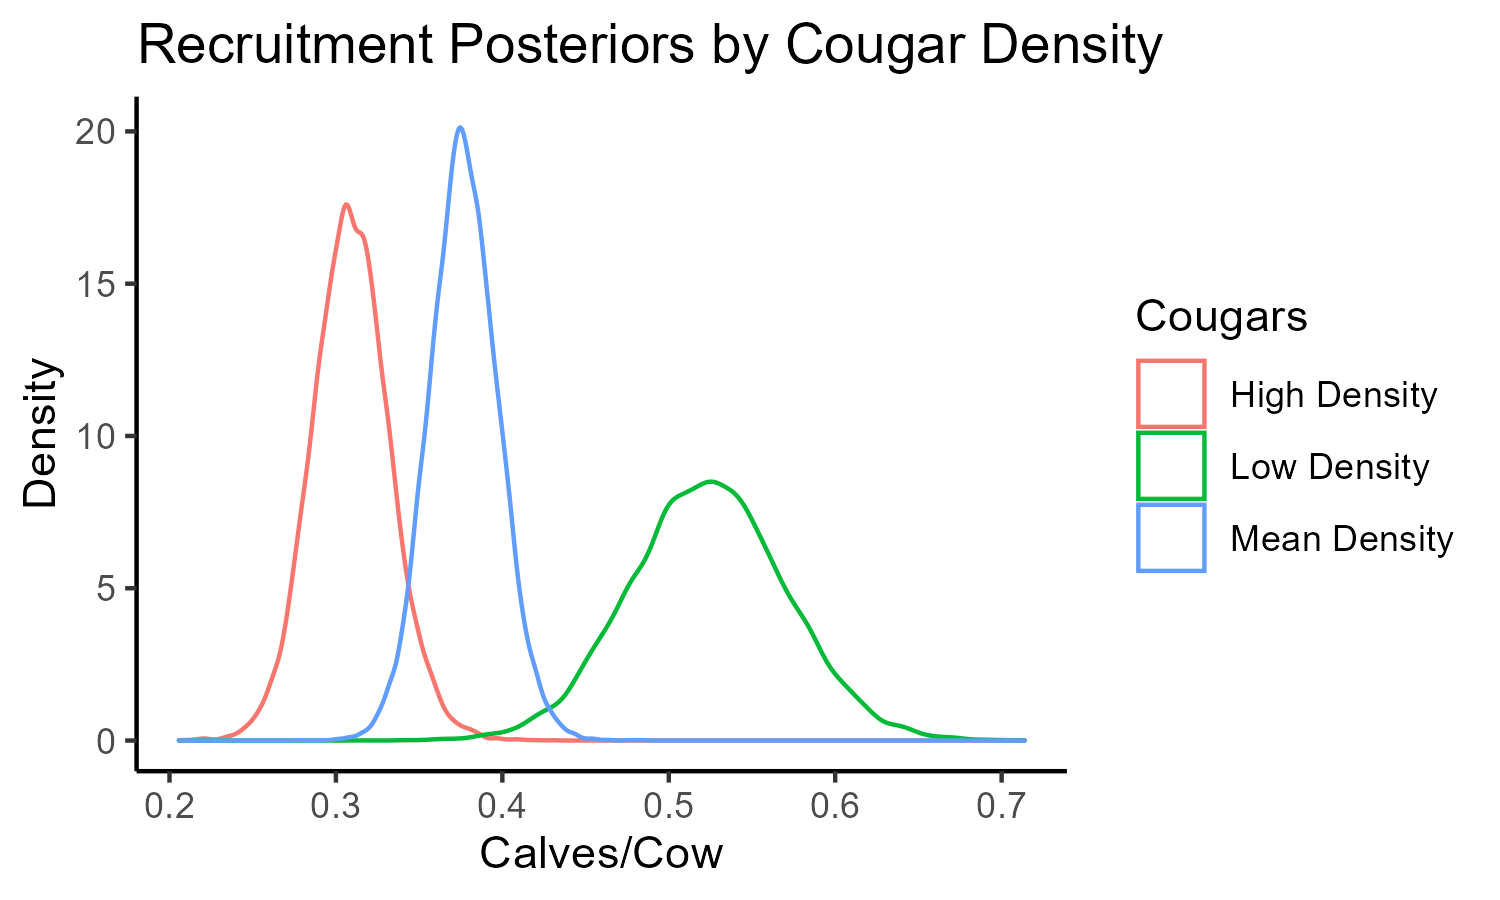 Recruitment Posteriors by Cougar Density
20
15
10
5
0
Density
0.2 0.3 0.4 0.5 0.6 0.7
Calves/Cow
Cougars
High Density
Low Density
Mean Density